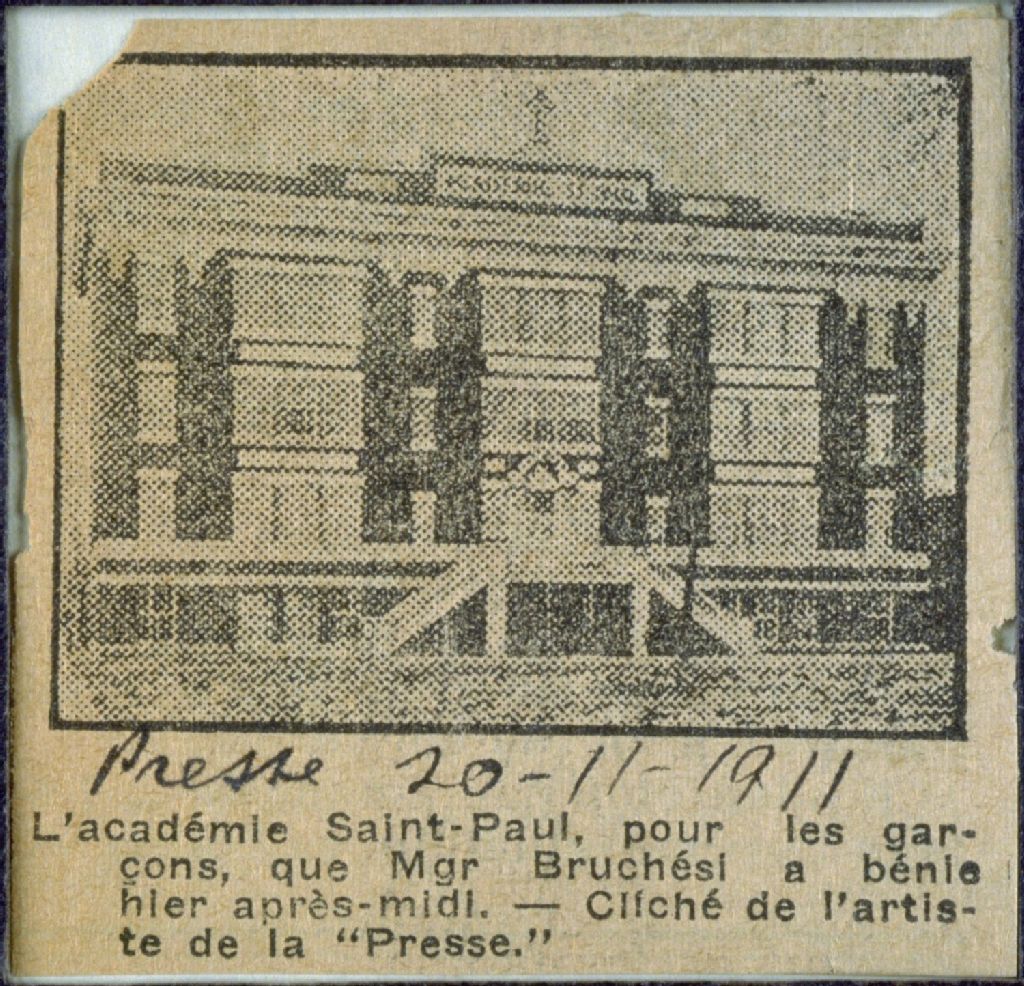 Presse 20-11-1911
L'académie Saint-Paul, pour les gar-
çons, que Mgr Bruchési a bénie
hier après-midi. — Cliché de l'artis-
te de la “Presse.”